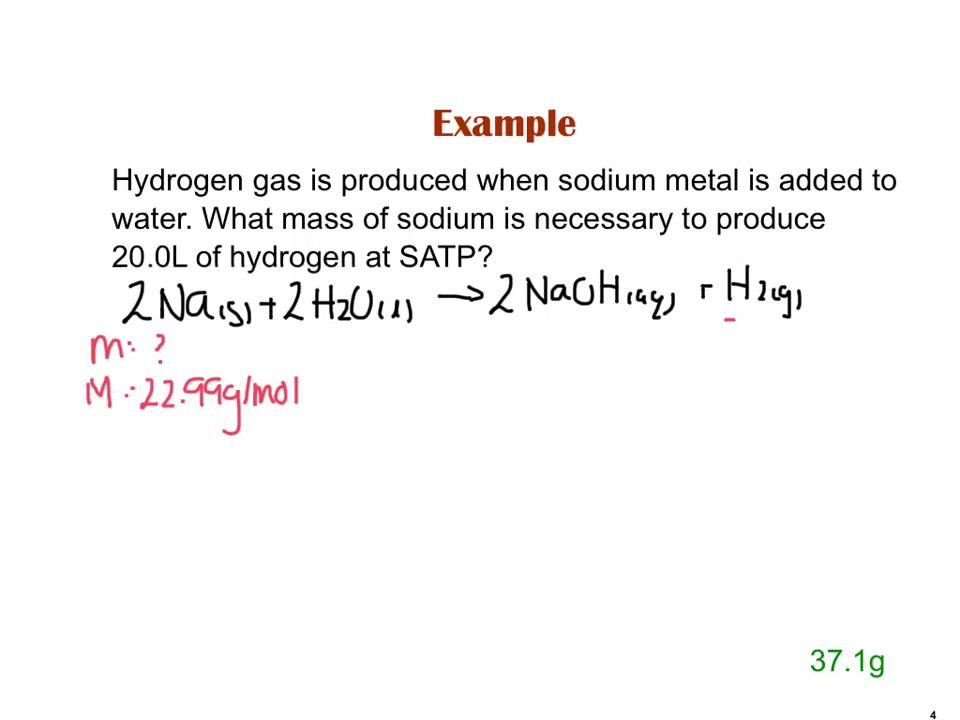 Example
Hydrogen gas is produced when sodium metal is added to
water. What mass of sodium is necessary to produce
20.0L of hydrogen at SATP?
2Na(s) + 2H2O(l) → 2NaOH(aq) + H2(g)
m: ?
M: 22.99g/mol
37.1g
4